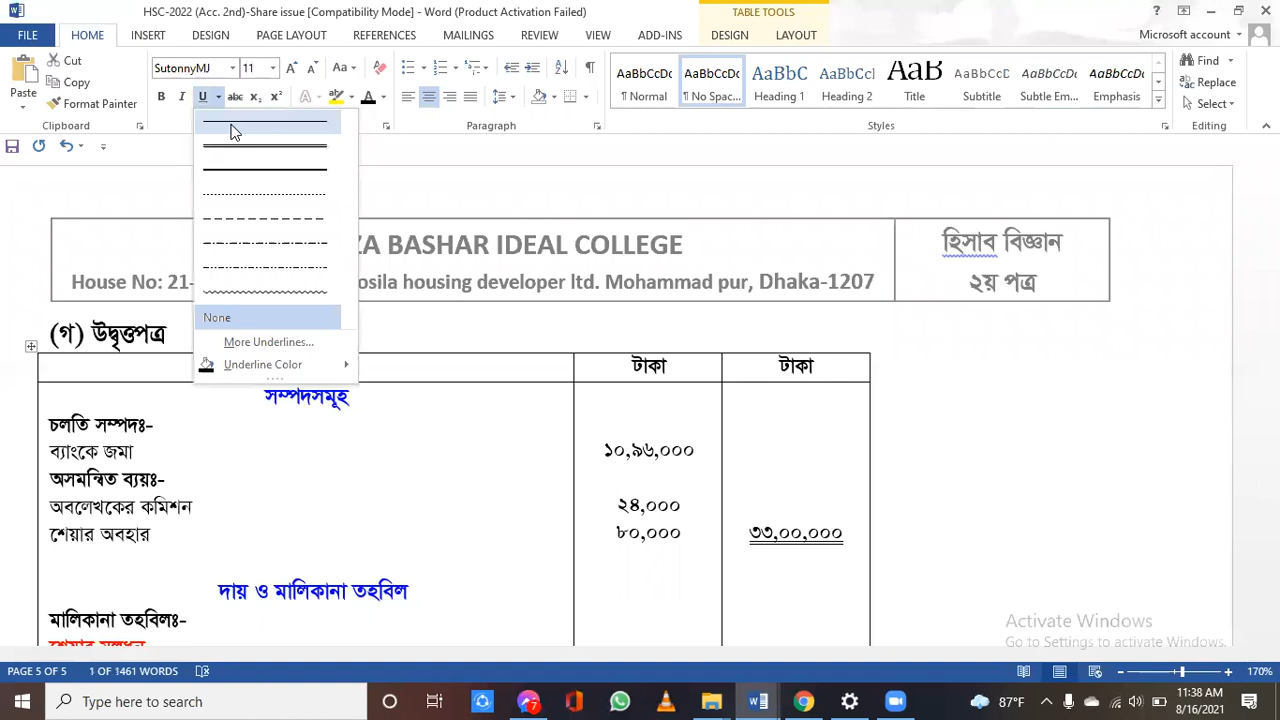 HSC-2022 (Acc. 2nd)-Share issue [Compatibility Mode] - Word (Product Activation Failed)
TABLE TOOLS
FILE HOME INSERT DESIGN PAGE LAYOUT REFERENCES MAILINGS REVIEW VIEW ADD-INS DESIGN LAYOUT Microsoft account
Cut
Copy
Format Painter
Paste
Clipboard
SutonnyMJ 11
Paragraph
AaBbCcDc AaBbCcDc AaBbC AaBbCcC AaB AaBbCcD AaBbCcDc
¶ Normal ¶ No Spac... Heading 1 Heading 2 Title Subtitle Subtle Em...
Styles
Find
Replace
Select
Editing
None
More Underlines...
Underline Color
ZA BASHAR IDEAL COLLEGE
House No: 21- osila housing developer ltd. Mohammad pur, Dhaka-1207
হিসাব বিজ্ঞান
২য় পত্র
(গ) উদ্বৃত্তপত্র
টাকা টাকা
সম্পদসমূহ
চলতি সম্পদঃ-
ব্যাংকে জমা ১০,৯৬,০০০
অসমন্বিত ব্যয়ঃ-
অবলেখকের কমিশন ২৪,০০০
শেয়ার অবহার ৮০,০০০ ৩৩,০০,০০০
দায় ও মালিকানা তহবিল
মালিকানা তহবিলঃ-
শেয়ার মূলধন
Activate Windows
Go to Settings to activate Windows.
PAGE 5 OF 5 1 OF 1461 WORDS 170%
Type here to search
7
87°F
11:38 AM
8/16/2021